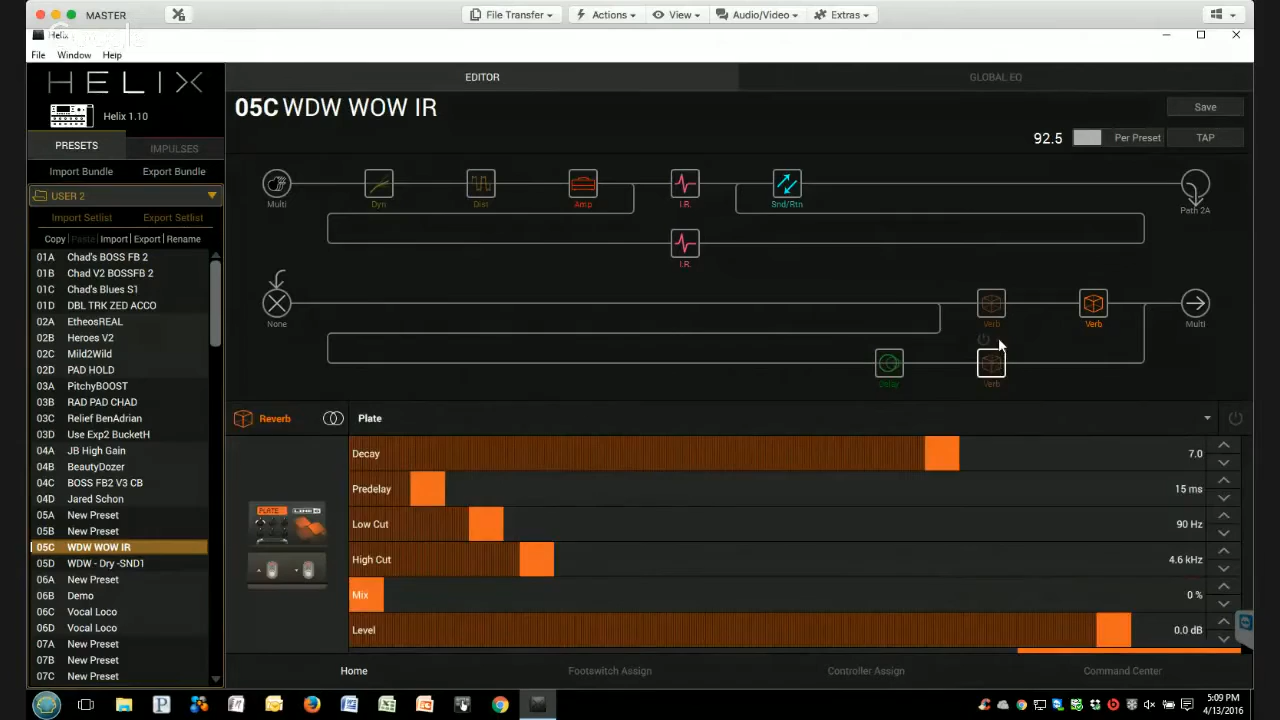 MASTER
File Transfer
Actions
View
Audio/Video
Extras
Helix
File Window Help
HELIX
Helix 1.10
PRESETS
IMPULSES
Import Bundle
Export Bundle
USER 2
Import Setlist
Export Setlist
Copy | Paste | Import | Export | Rename
01A Chad's BOSS FB 2
01B Chad V2 BOSSFB 2
01C Chad's Blues S1
01D DBL TRK ZED ACCO
02A EtheosREAL
02B Heroes V2
02C Mild2Wild
02D PAD HOLD
03A PitchyBOOST
03B RAD PAD CHAD
03C Relief BenAdrian
03D Use Exp2 BucketH
04A JB High Gain
04B BeautyDozer
04C BOSS FB2 V3 CB
04D Jared Schon
05A New Preset
05B New Preset
05C WDW WOW IR
05D WDW - Dry -SND1
06A New Preset
06B Demo
06C Vocal Loco
06D Vocal Loco
07A New Preset
07B New Preset
07C New Preset
EDITOR
GLOBAL EQ
05C WDW WOW IR
Save
92.5
Per Preset
TAP
Multi
Dyn
Dist
Amp
I.R.
Snd/Rtn
Path 2A
I.R.
None
Verb
Verb
Multi
Delay
Verb
Reverb
Plate
Decay 7.0
Predelay 15 ms
Low Cut 90 Hz
High Cut 4.6 kHz
Mix 0 %
Level 0.0 dB
PLATE
Home
Footswitch Assign
Controller Assign
Command Center
5:09 PM
4/13/2016